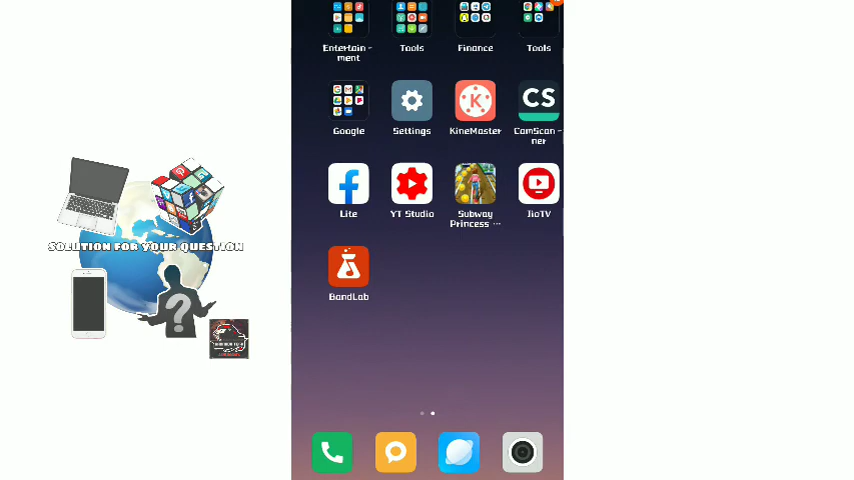 Entertain -
ment
Tools
Finance
Tools
Google
Settings
KineMaster
CS
CamScan -
ner
Lite
YT Studio
Subway
Princess ...
JioTV
BandLab
SOLUTION FOR YOUR QUESTION